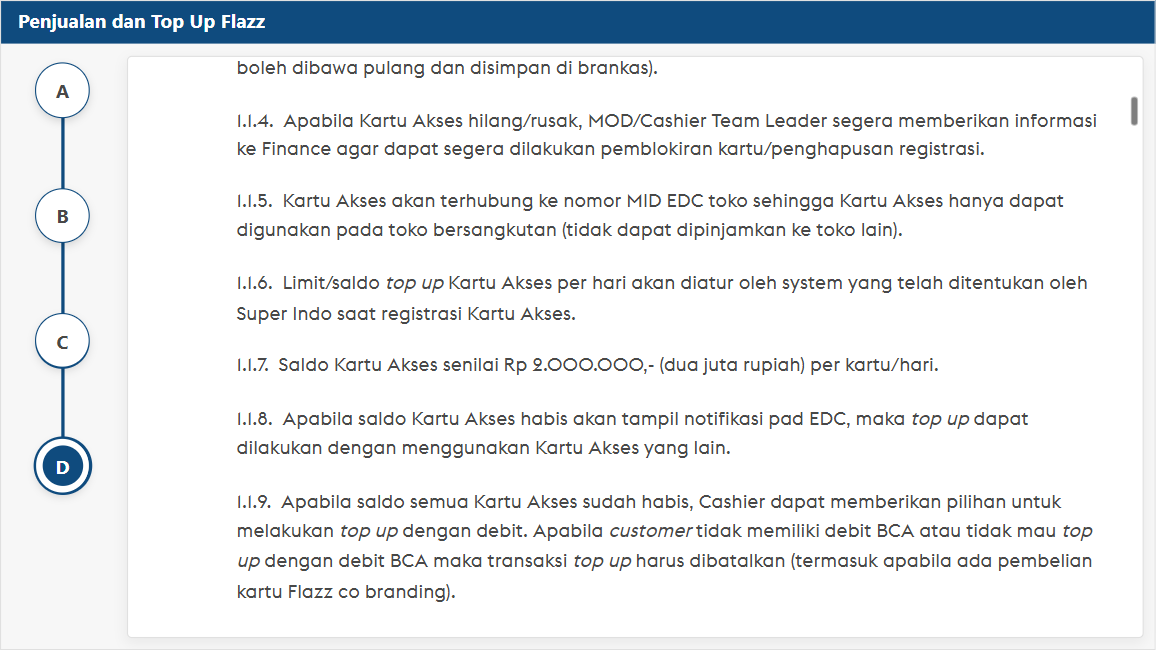 Penjualan dan Top Up Flazz
A
B
C
D
boleh dibawa pulang dan disimpan di brankas).
1.1.4. Apabila Kartu Akses hilang/rusak, MOD/Cashier Team Leader segera memberikan informasi
ke Finance agar dapat segera dilakukan pemblokiran kartu/penghapusan registrasi.
1.1.5. Kartu Akses akan terhubung ke nomor MID EDC toko sehingga Kartu Akses hanya dapat
digunakan pada toko bersangkutan (tidak dapat dipinjamkan ke toko lain).
1.1.6. Limit/saldo top up Kartu Akses per hari akan diatur oleh system yang telah ditentukan oleh
Super Indo saat registrasi Kartu Akses.
1.1.7. Saldo Kartu Akses senilai Rp 2.000.000,- (dua juta rupiah) per kartu/hari.
1.1.8. Apabila saldo Kartu Akses habis akan tampil notifikasi pad EDC, maka top up dapat
dilakukan dengan menggunakan Kartu Akses yang lain.
1.1.9. Apabila saldo semua Kartu Akses sudah habis, Cashier dapat memberikan pilihan untuk
melakukan top up dengan debit. Apabila customer tidak memiliki debit BCA atau tidak mau top
up dengan debit BCA maka transaksi top up harus dibatalkan (termasuk apabila ada pembelian
kartu Flazz co branding).